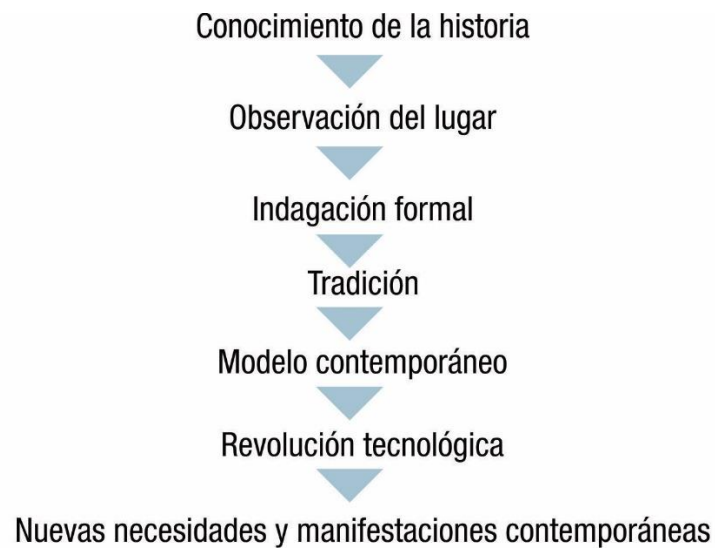 Conocimiento de la historia
Observación del lugar
Indagación formal
Tradición
Modelo contemporáneo
Revolución tecnológica
Nuevas necesidades y manifestaciones contemporáneas